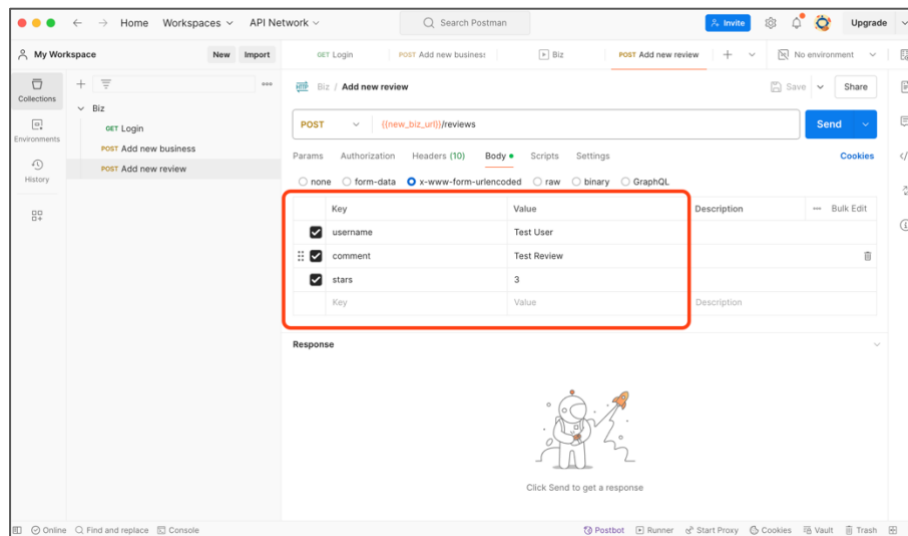 Home Workspaces API Network Search Postman Invite Upgrade
My Workspace New Import GET Login POST Add new business POST Add new review No environment
Collections
Environments
History
Biz
GET Login
POST Add new business
POST Add new review
Biz / Add new review Save Share
POST {{new_biz_url}}/reviews Send
Params Authorization Headers (10) Body Scripts Settings Cookies
none form-data x-www-form-urlencoded raw binary GraphQL
Key Value Description Bulk Edit
username Test User
comment Test Review
stars 3
Key Value Description
Response
Click Send to get a response
Online Find and replace Console Postbot Runner Start Proxy Cookies Vault Trash